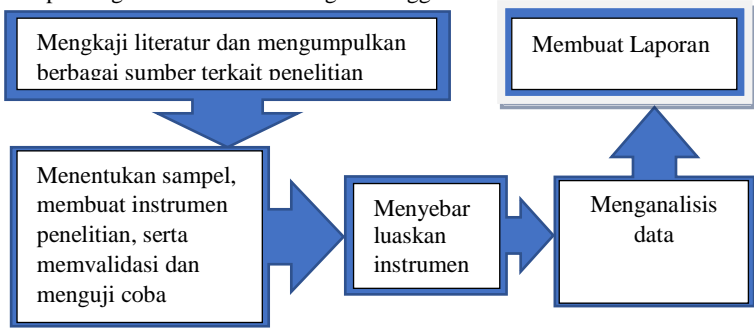 Mengkaji literatur dan mengumpulkan
berbagai sumber terkait penelitian
Menentukan sampel,
membuat instrumen
penelitian, serta
memvalidasi dan
menguji coba
Menyebar
luaskan
instrumen
Menganalisis
data
Membuat Laporan